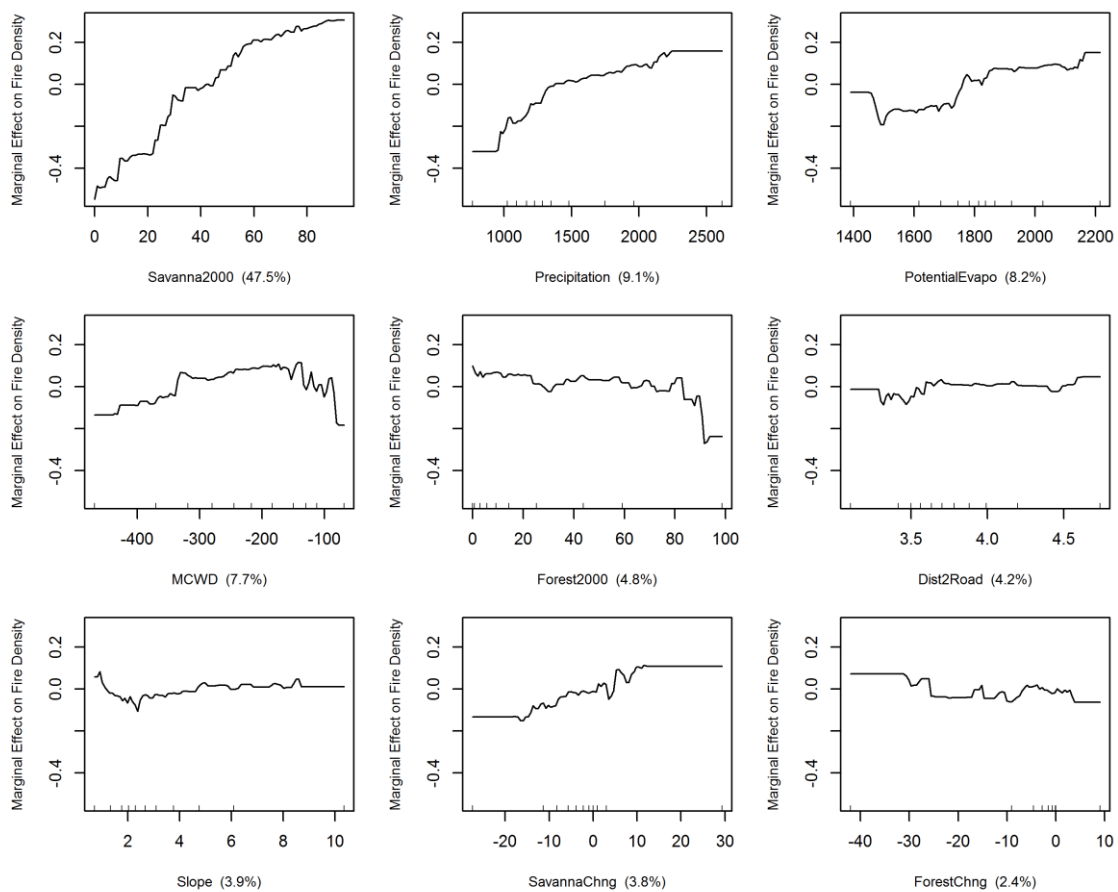 Marginal Effect on Fire Density
0.2
0.0
-0.4
0 20 40 60 80
Savanna2000 (47.5%)
Marginal Effect on Fire Density
0.2
0.0
-0.4
1000 1500 2000 2500
Precipitation (9.1%)
Marginal Effect on Fire Density
0.2
0.0
-0.4
1400 1600 1800 2000 2200
PotentialEvapo (8.2%)
Marginal Effect on Fire Density
0.2
0.0
-0.4
-400 -300 -200 -100
MCWD (7.7%)
Marginal Effect on Fire Density
0.2
0.0
-0.4
0 20 40 60 80 100
Forest2000 (4.8%)
Marginal Effect on Fire Density
0.2
0.0
-0.4
3.5 4.0 4.5
Dist2Road (4.2%)
Marginal Effect on Fire Density
0.2
0.0
-0.4
2 4 6 8 10
Slope (3.9%)
Marginal Effect on Fire Density
0.2
0.0
-0.4
-20 -10 0 10 20 30
SavannaChng (3.8%)
Marginal Effect on Fire Density
0.2
0.0
-0.4
-40 -30 -20 -10 0 10
ForestChng (2.4%)